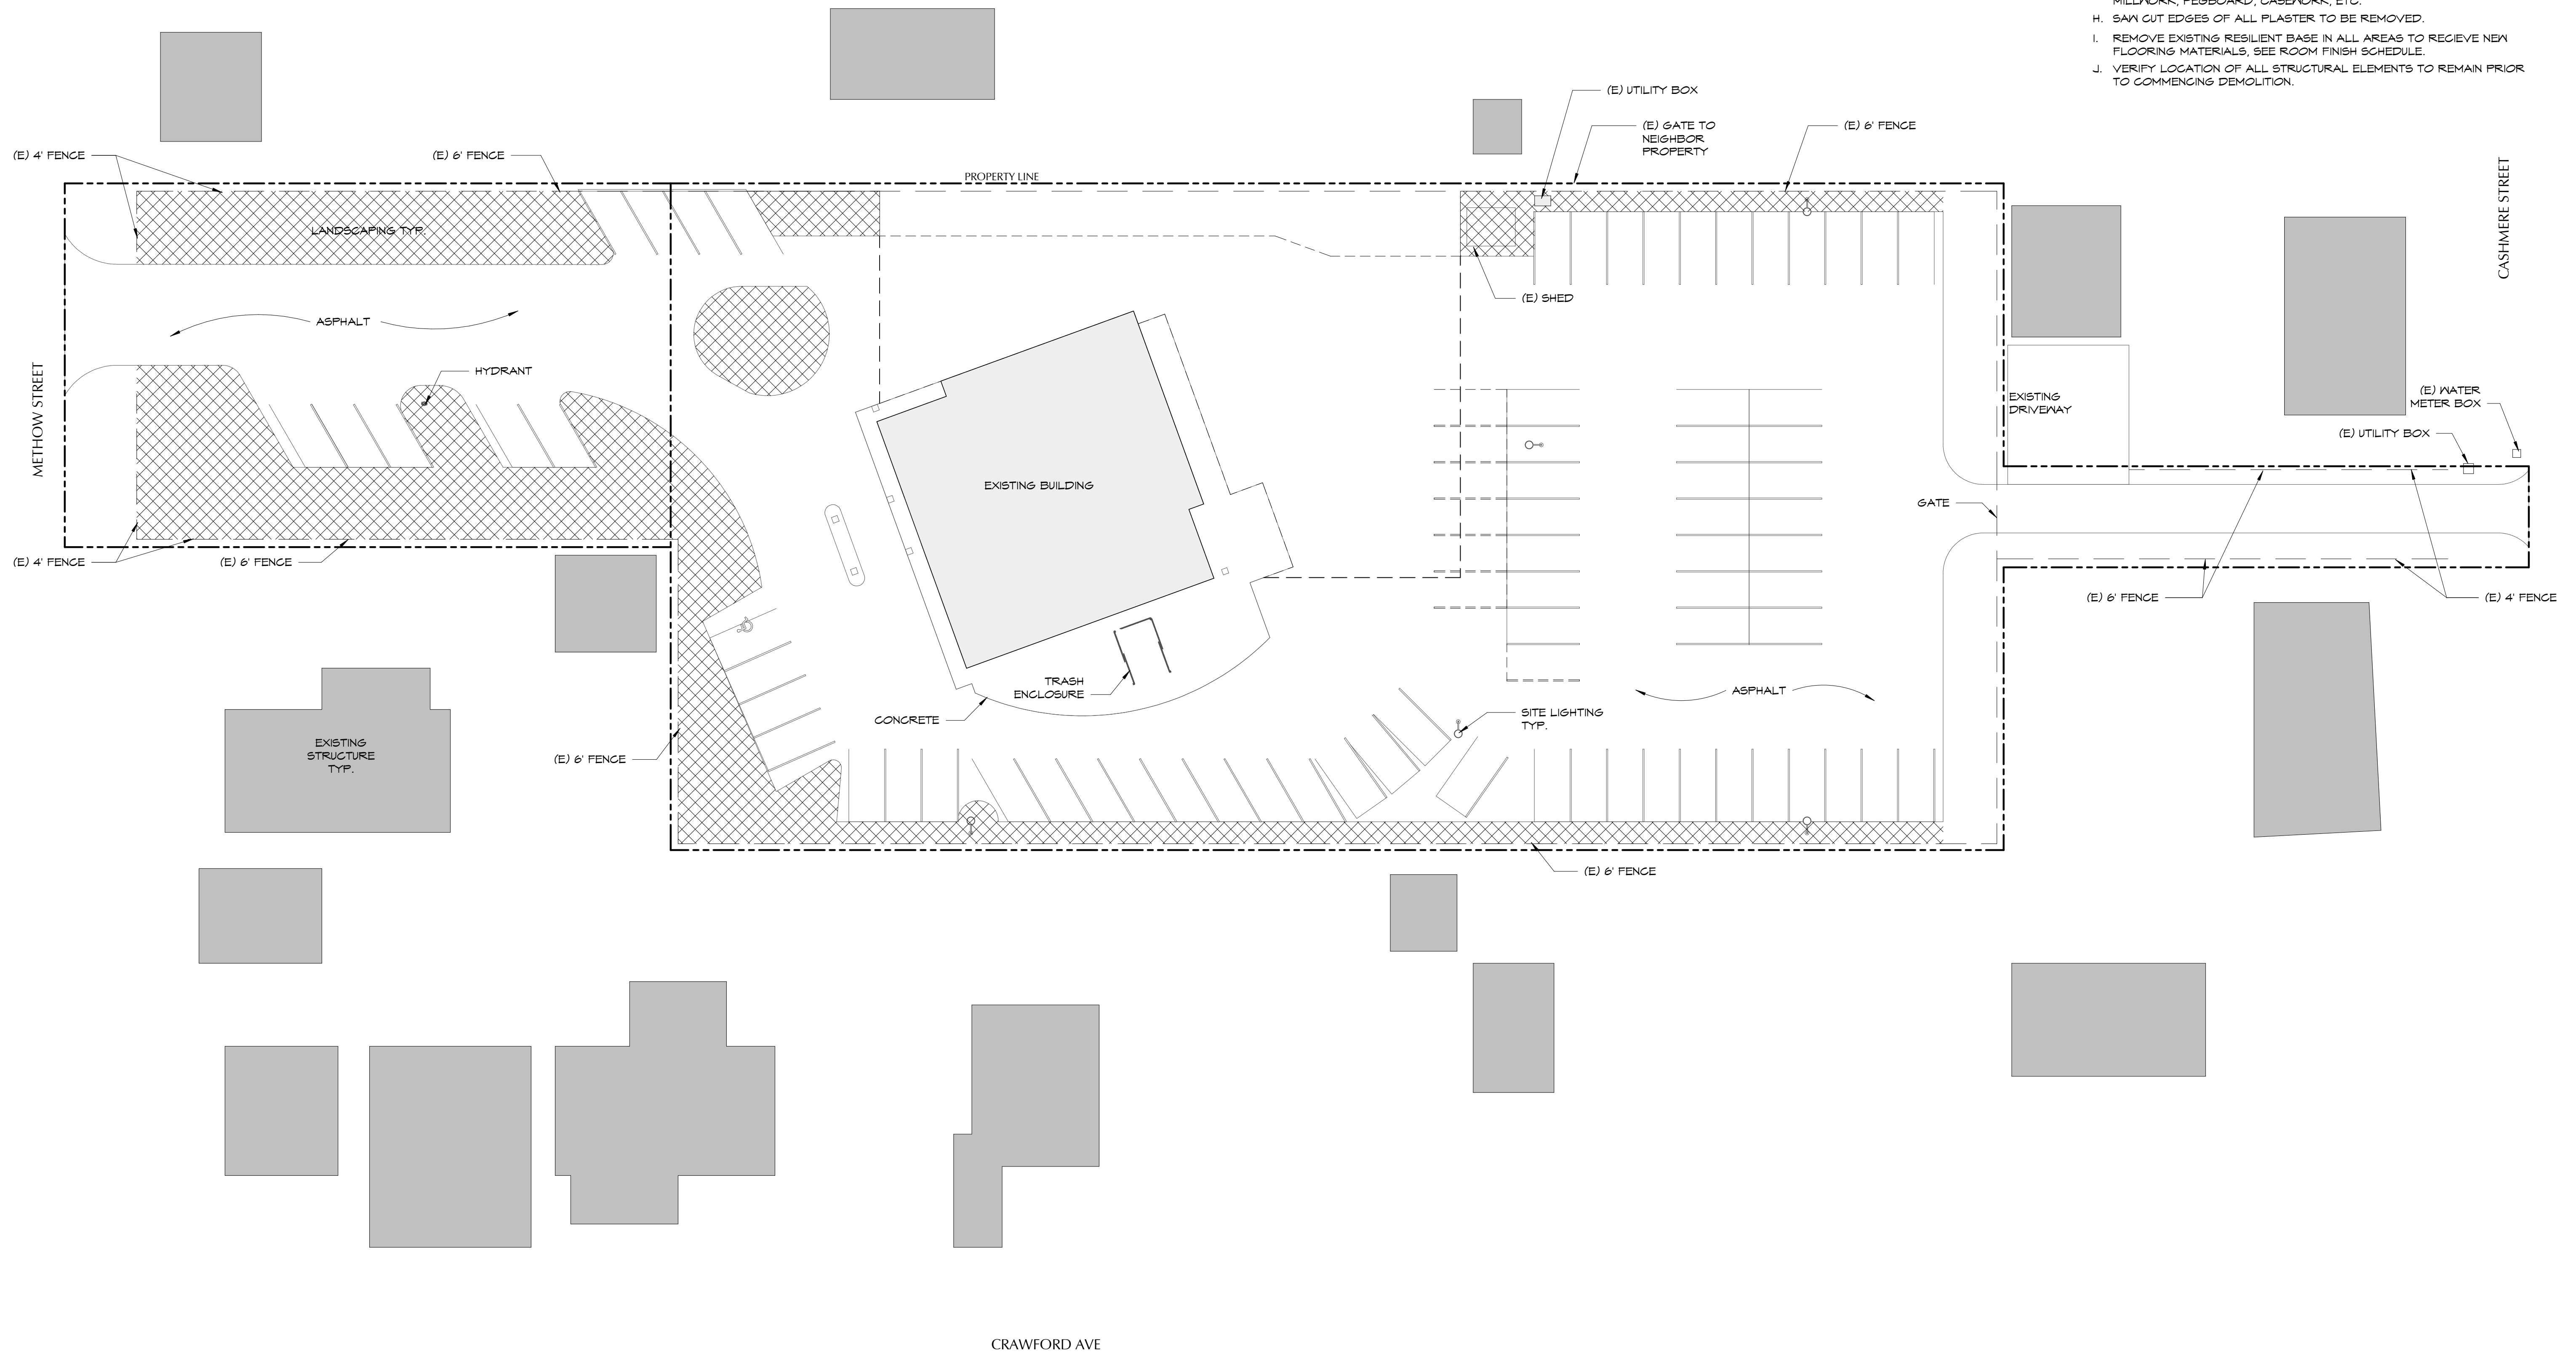 MILLWORK, PEGBOARD, CASEWORK, ETC.
H. SAW CUT EDGES OF ALL PLASTER TO BE REMOVED.
I. REMOVE EXISTING RESILIENT BASE IN ALL AREAS TO RECIEVE NEW
FLOORING MATERIALS, SEE ROOM FINISH SCHEDULE.
J. VERIFY LOCATION OF ALL STRUCTURAL ELEMENTS TO REMAIN PRIOR
TO COMMENCING DEMOLITION.
(E) UTILITY BOX
(E) GATE TO
NEIGHBOR
PROPERTY
(E) 6' FENCE
(E) 4' FENCE
(E) 6' FENCE
PROPERTY LINE
CASHMERE STREET
LANDSCAPING TYP.
(E) SHED
ASPHALT
HYDRANT
METHOW STREET
EXISTING
DRIVEWAY
(E) WATER
METER BOX
(E) UTILITY BOX
EXISTING BUILDING
GATE
(E) 4' FENCE
(E) 6' FENCE
(E) 6' FENCE
(E) 4' FENCE
TRASH
ENCLOSURE
CONCRETE
ASPHALT
SITE LIGHTING
TYP.
EXISTING
STRUCTURE
TYP.
(E) 6' FENCE
(E) 6' FENCE
CRAWFORD AVE